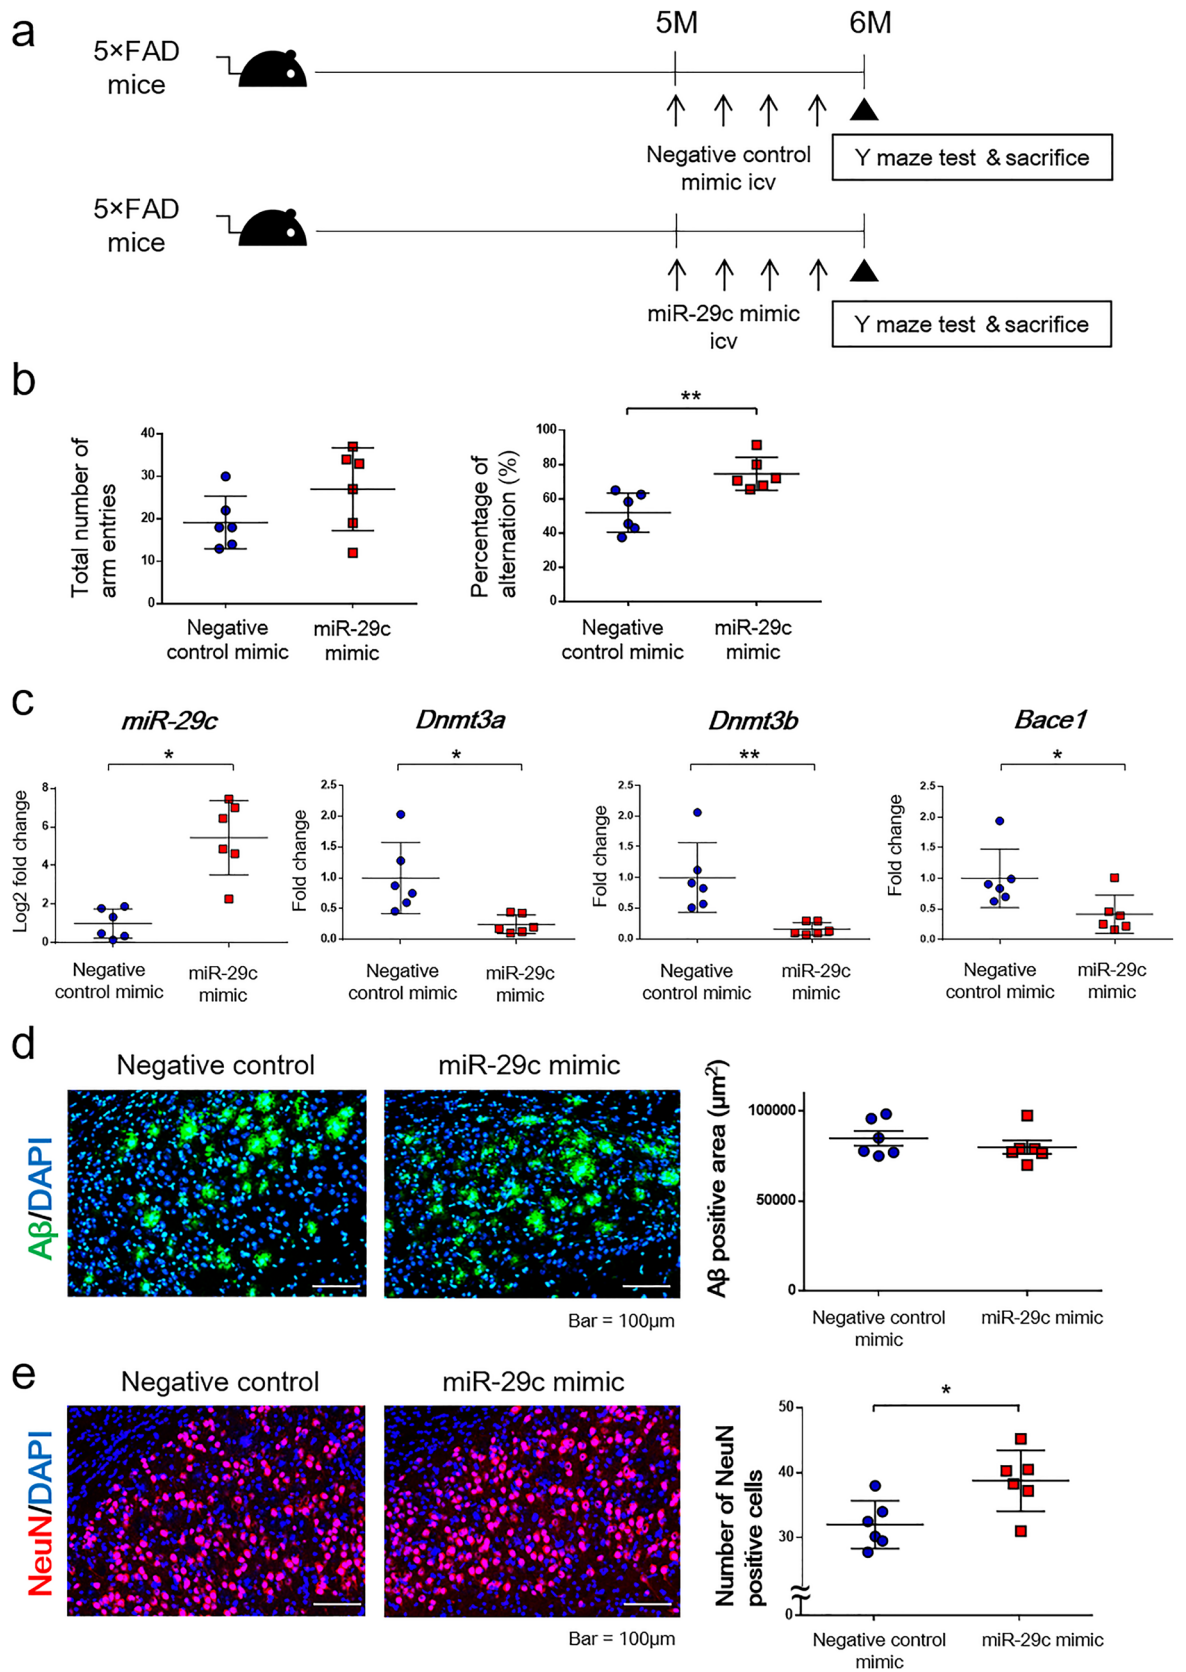 a
5M
6M
5×FAD
mice
Negative control
mimic icv
Y maze test & sacrifice
5×FAD
mice
miR-29c mimic
icv
Y maze test & sacrifice
b
Total number of
arm entries
40
30
20
10
0
Negative
control mimic
miR-29c
mimic
Percentage of
alternation (%)
**
100
80
60
40
20
0
Negative
control mimic
miR-29c
mimic
c
miR-29c
*
Log2 fold change
8
6
4
2
0
Negative
control mimic
miR-29c
mimic
Dnmt3a
*
Fold change
2.5
2.0
1.5
1.0
0.5
0.0
Negative
control mimic
miR-29c
mimic
Dnmt3b
**
Fold change
2.5
2.0
1.5
1.0
0.5
0.0
Negative
control mimic
miR-29c
mimic
Bace1
*
Fold change
2.5
2.0
1.5
1.0
0.5
0.0
Negative
control mimic
miR-29c
mimic
d
Negative control
miR-29c mimic
Aβ/DAPI
Bar = 100μm
Aβ positive area (μm²)
100000
50000
0
Negative control
mimic
miR-29c mimic
e
Negative control
miR-29c mimic
NeuN/DAPI
Bar = 100μm
Number of NeuN
positive cells
*
50
40
30
0
Negative control
mimic
miR-29c mimic